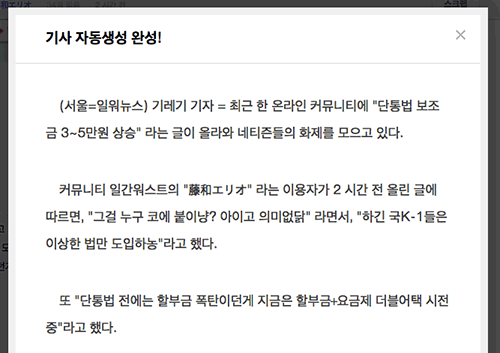 기사 자동생성 완성!
×
(서울=일워뉴스) 기레기 기자 = 최근 한 온라인 커뮤니티에 "단통법 보조
금 3~5만원 상승" 라는 글이 올라와 네티즌들의 화제를 모으고 있다.
커뮤니티 일간워스트의 "藤和エリオ" 라는 이용자가 2 시간 전 올린 글에
따르면, "그걸 누구 코에 붙이냥? 아이고 의미없닭" 라면서, "하긴 국K-1들은
이상한 법만 도입하농"라고 했다.
또 "단통법 전에는 할부금 폭탄이던게 지금은 할부금+요금제 더블어택 시전
중"라고 했다.